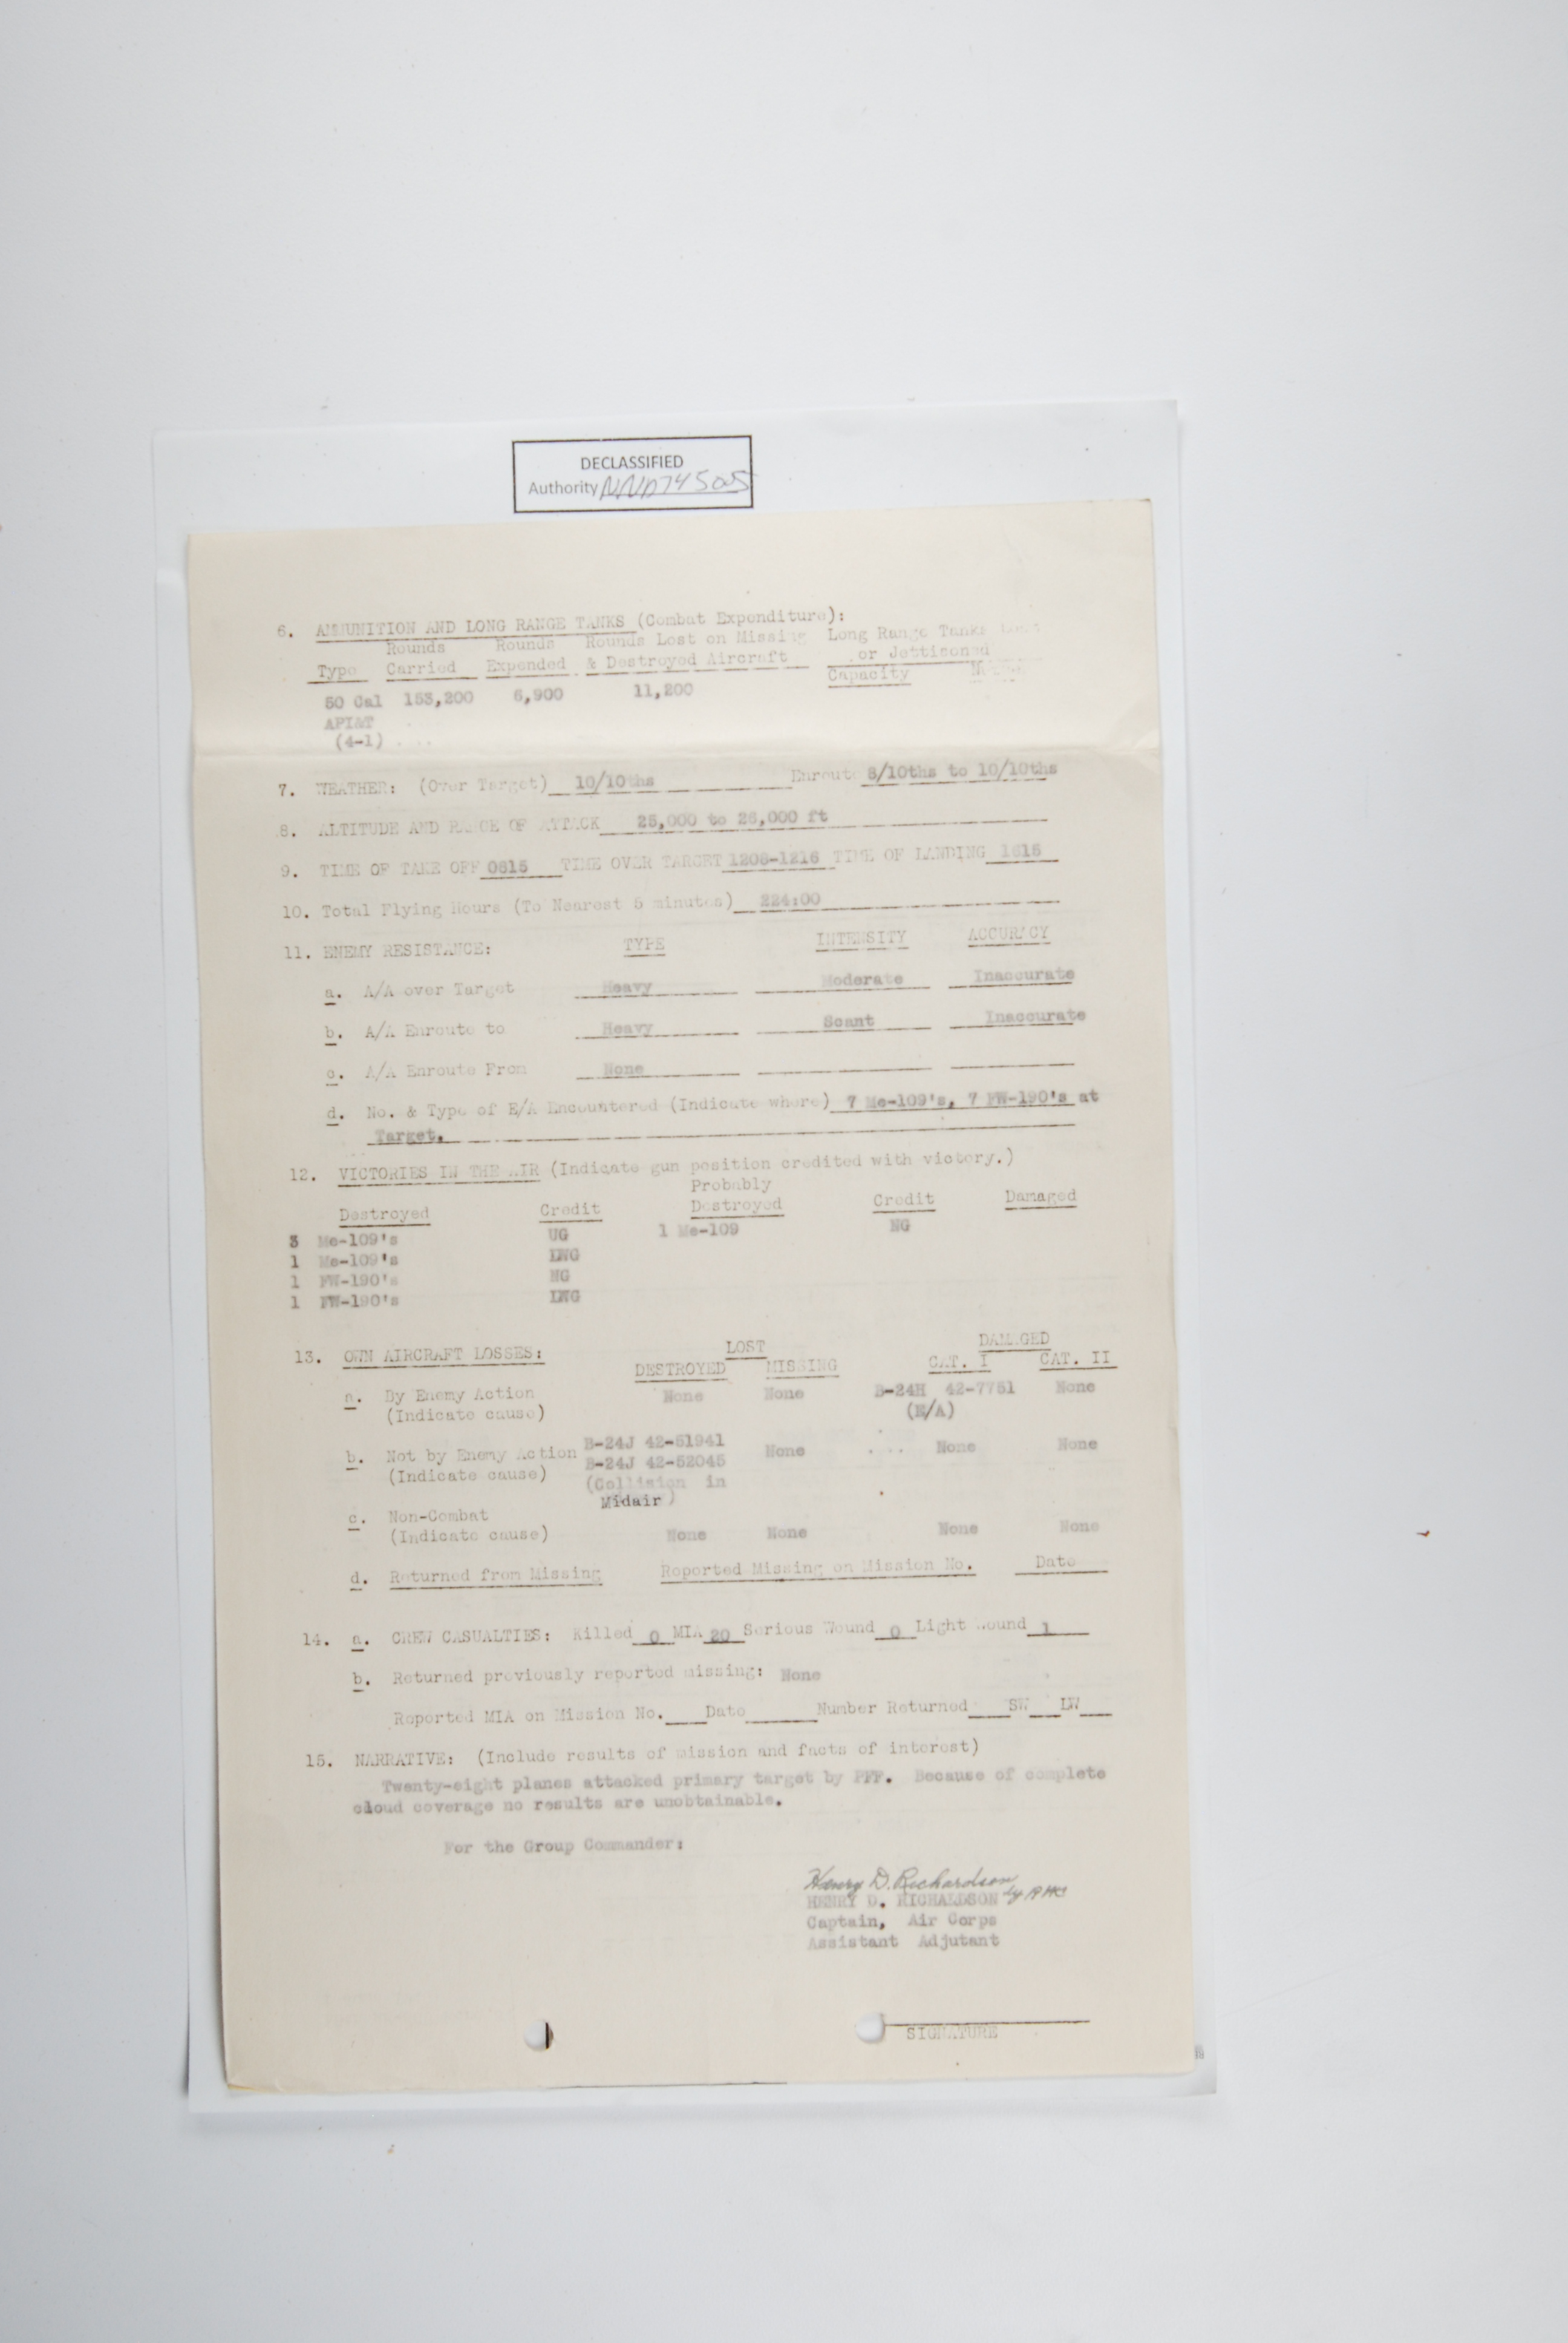 DECLASSIFIED
Authority NND745005
6. AMMUNITION AND LONG RANGE TANKS (Combat Expenditure):
Rounds Rounds Rounds Lost on Missing Long Range Tanks Lost
Type Carried Expended & Destroyed Aircraft or Jettisoned
Capacity
50 Cal 153,200 6,900 11,200
API&T
(4-1)
7. WEATHER: (Over Target) 10/10ths Enroute 8/10ths to 10/10ths
8. ALTITUDE AND RANGE OF ATTACK 25,000 to 26,000 ft
9. TIME OF TAKE OFF 0815 TIME OVER TARGET 1208-1216 TIME OF LANDING 1615
10. Total Flying Hours (To Nearest 5 minutes) 224:00
11. ENEMY RESISTANCE: TYPE INTENSITY ACCURACY
a. A/A over Target Heavy Moderate Inaccurate
b. A/A Enroute to Heavy Scant Inaccurate
c. A/A Enroute From None
d. No. & Type of E/A Encountered (Indicate where) 7 Me-109's, 7 FW-190's at
Target.
12. VICTORIES IN THE AIR (Indicate gun position credited with victory.)
Probably
Destroyed Credit Destroyed Credit Damaged
3 Me-109's UG 1 Me-109 NG
1 Me-109's LWG
1 FW-190's NG
1 FW-190's LWG
13. OWN AIRCRAFT LOSSES: LOST DAMAGED
DESTROYED MISSING CAT. I CAT. II
a. By Enemy Action None None B-24H 42-7751 None
(Indicate cause) (E/A)
b. Not by Enemy Action B-24J 42-51941 None None None
(Indicate cause) B-24J 42-52045
(Collision in
Midair)
c. Non-Combat
(Indicate cause) None None None None
d. Returned from Missing Reported Missing on Mission No. Date
14. a. CREW CASUALTIES: Killed 0 MIA 20 Serious Wound 0 Light Wound 1
b. Returned previously reported missing: None
Reported MIA on Mission No. Date Number Returned SW LW
15. NARRATIVE: (Include results of mission and facts of interest)
Twenty-eight planes attacked primary target by PFF. Because of complete
cloud coverage no results are unobtainable.
For the Group Commander:
Henry D. Richardson
HENRY D. RICHARDSON by RHC
Captain, Air Corps
Assistant Adjutant
SIGNATURE